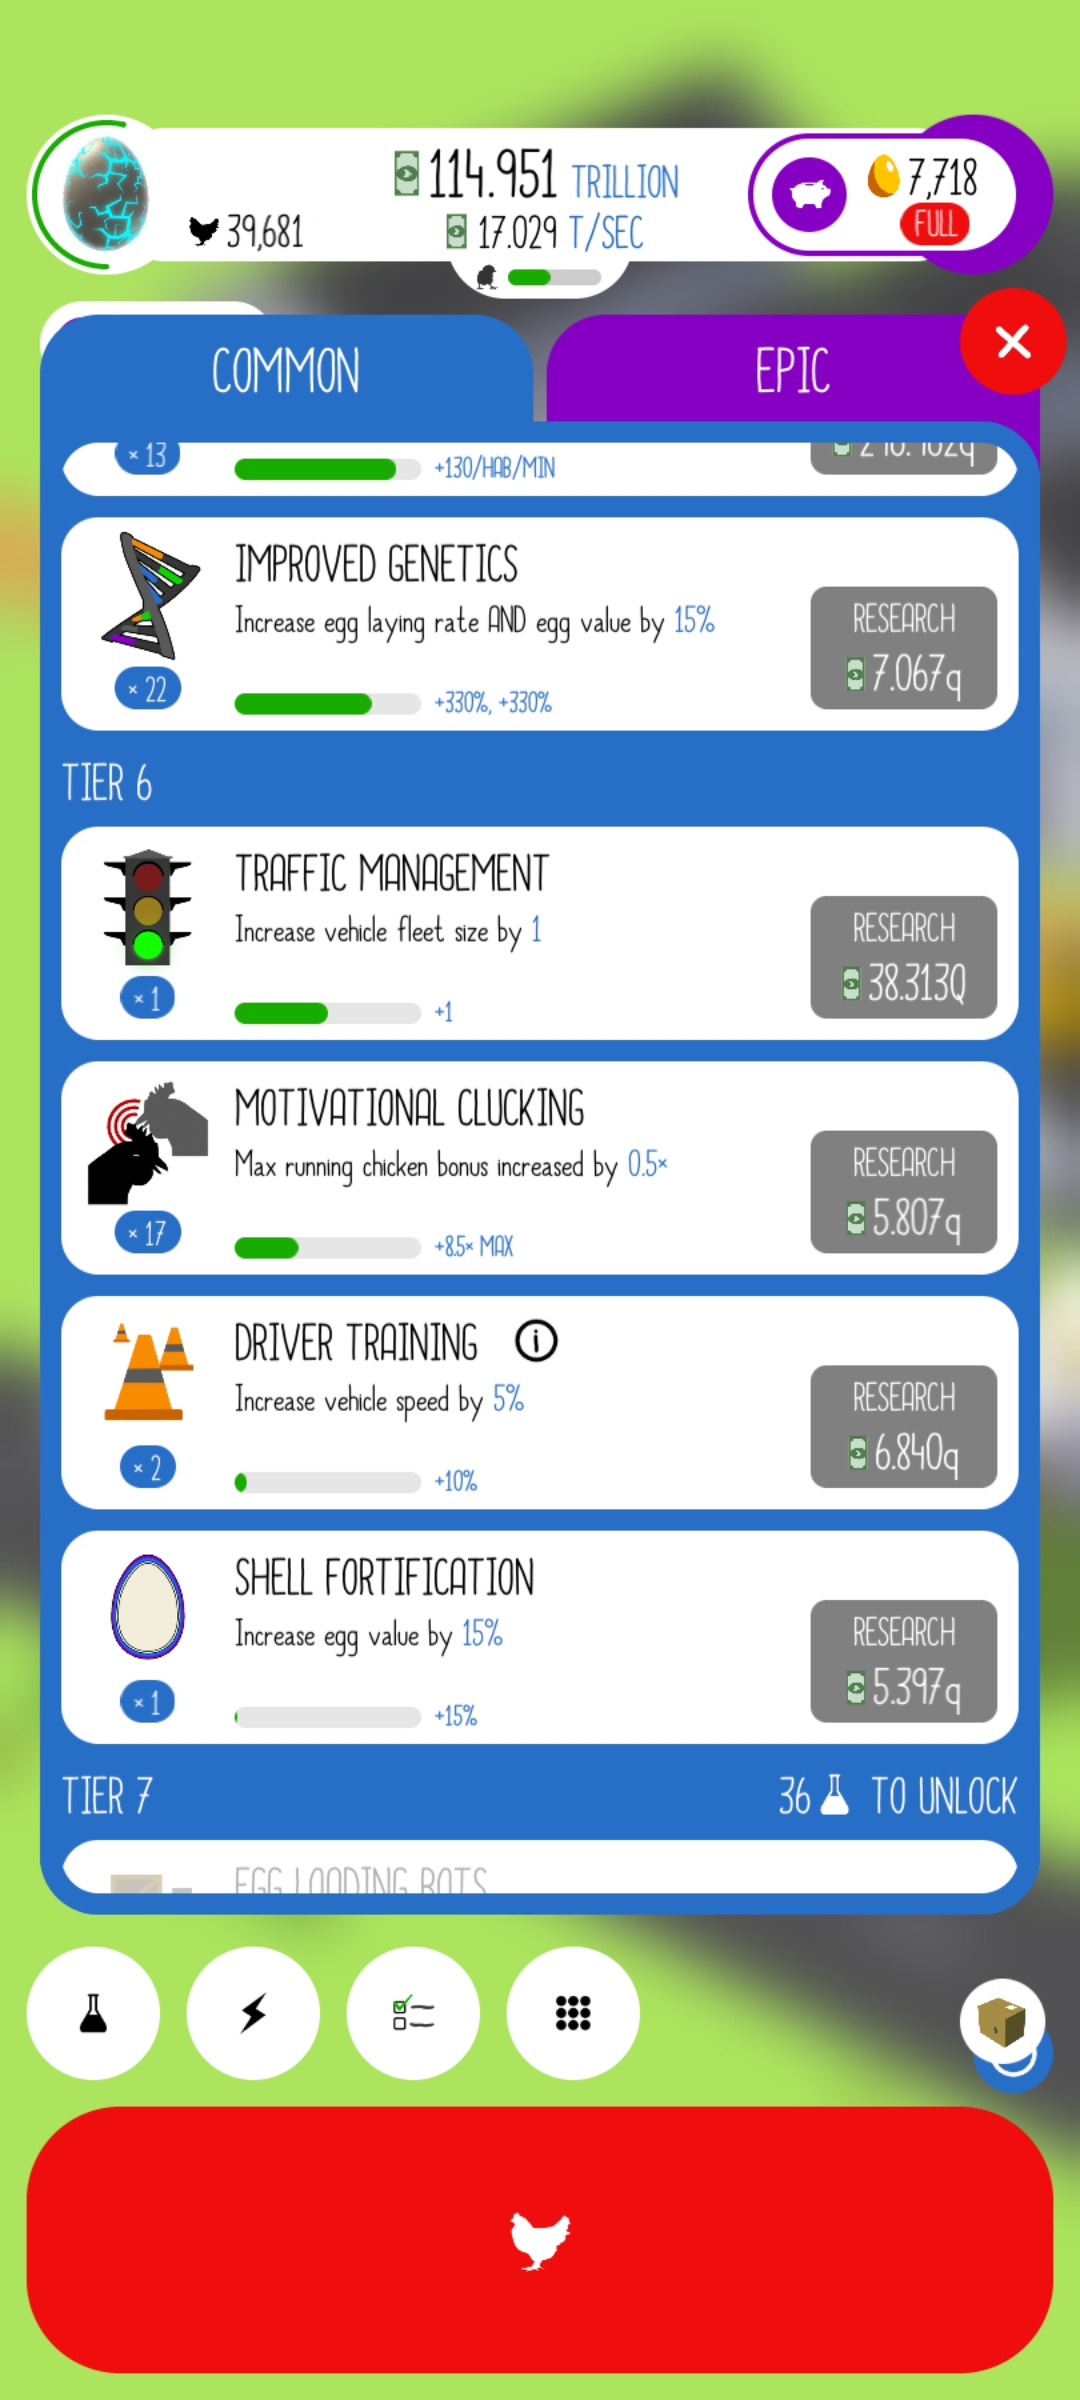 114.951 TRILLION
39,681
17.029 T/SEC
7,718
FULL
COMMON
EPIC
× 13
+130/HAB/MIN
IMPROVED GENETICS
Increase egg laying rate AND egg value by 15%
× 22
+330%, +330%
RESEARCH
7.067q
TIER 6
TRAFFIC MANAGEMENT
Increase vehicle fleet size by 1
× 1
+1
RESEARCH
38.313Q
MOTIVATIONAL CLUCKING
Max running chicken bonus increased by 0.5×
× 17
+8.5× MAX
RESEARCH
5.807q
DRIVER TRAINING
Increase vehicle speed by 5%
× 2
+10%
RESEARCH
6.840q
SHELL FORTIFICATION
Increase egg value by 15%
× 1
+15%
RESEARCH
5.397q
TIER 7
36 TO UNLOCK
EGG LOADING BOTS